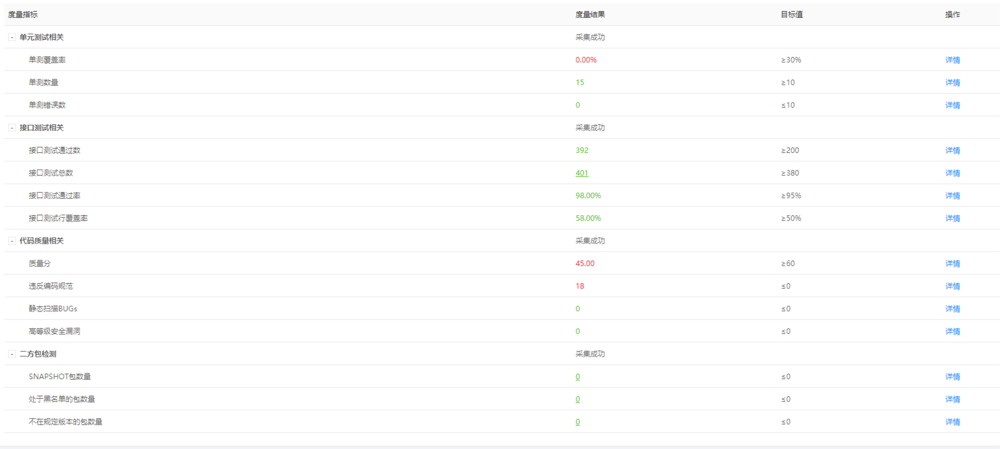 度量指标 度量结果 目标值 操作
- 单元测试相关 采集成功
单测覆盖率 0.00% ≥30% 详情
单测数量 15 ≥10 详情
单测错误数 0 ≤10 详情
- 接口测试相关 采集成功
接口测试通过数 392 ≥200 详情
接口测试总数 401 ≥380 详情
接口测试通过率 98.00% ≥95% 详情
接口测试行覆盖率 58.00% ≥50% 详情
- 代码质量相关 采集成功
质量分 45.00 ≥60 详情
违反编码规范 18 ≤0 详情
静态扫描BUGs 0 ≤0 详情
高等级安全漏洞 0 ≤0 详情
- 二方包检测 采集成功
SNAPSHOT包数量 0 ≤0 详情
处于黑名单的包数量 0 ≤0 详情
不在规定版本的包数量 0 ≤0 详情